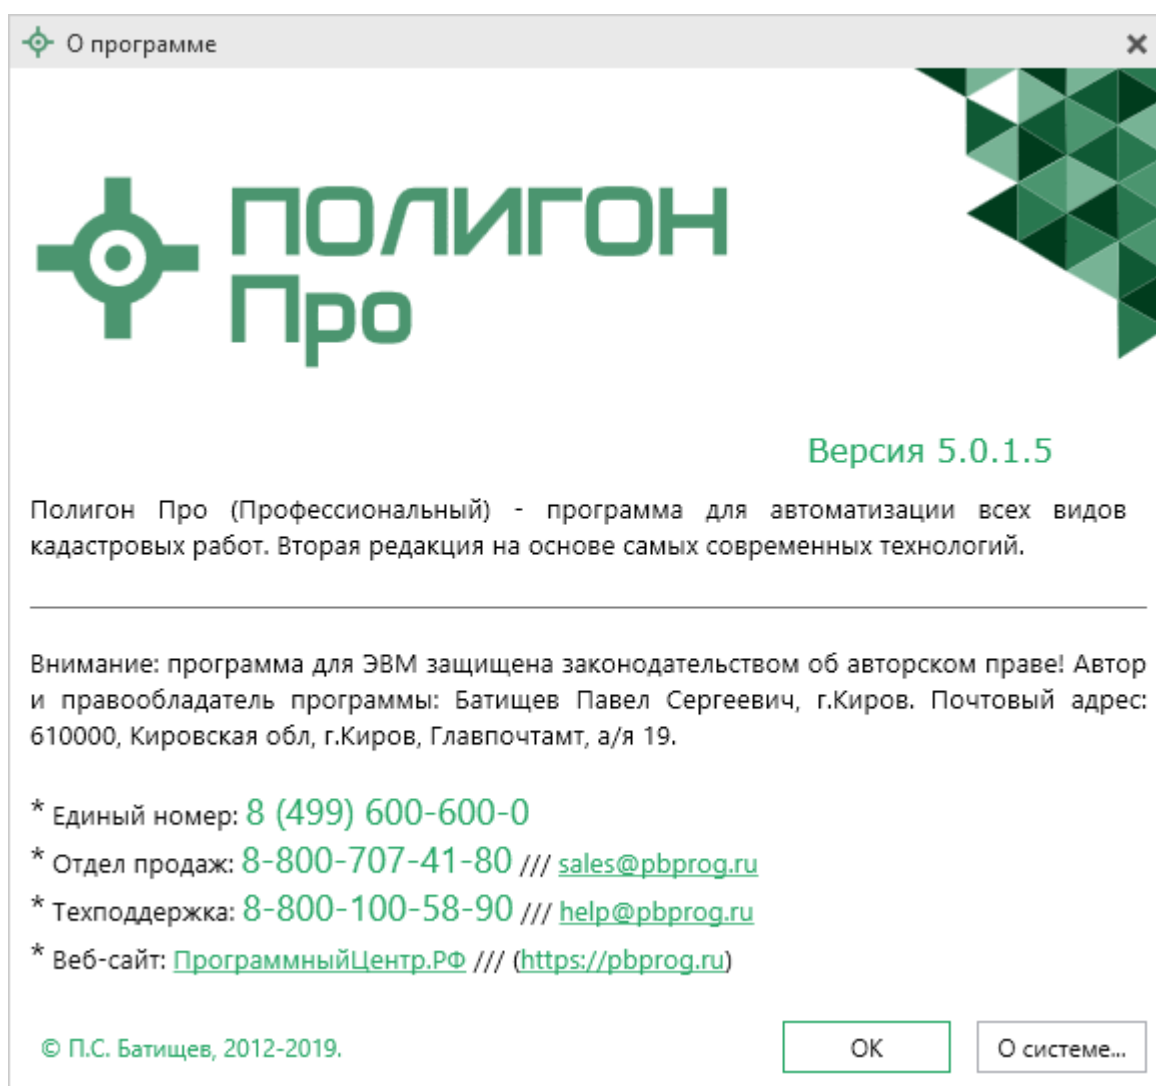 О программе
ПОЛИГОН
Про
Версия 5.0.1.5
Полигон Про (Профессиональный) - программа для автоматизации всех видов
кадастровых работ. Вторая редакция на основе самых современных технологий.
Внимание: программа для ЭВМ защищена законодательством об авторском праве! Автор
и правообладатель программы: Батищев Павел Сергеевич, г.Киров. Почтовый адрес:
610000, Кировская обл, г.Киров, Главпочтамт, а/я 19.
* Единый номер: 8 (499) 600-600-0
* Отдел продаж: 8-800-707-41-80 /// sales@pbprog.ru
* Техподдержка: 8-800-100-58-90 /// help@pbprog.ru
* Веб-сайт: ПрограммныйЦентр.РФ /// (https://pbprog.ru)
© П.С. Батищев, 2012-2019.
ОК
О системе...